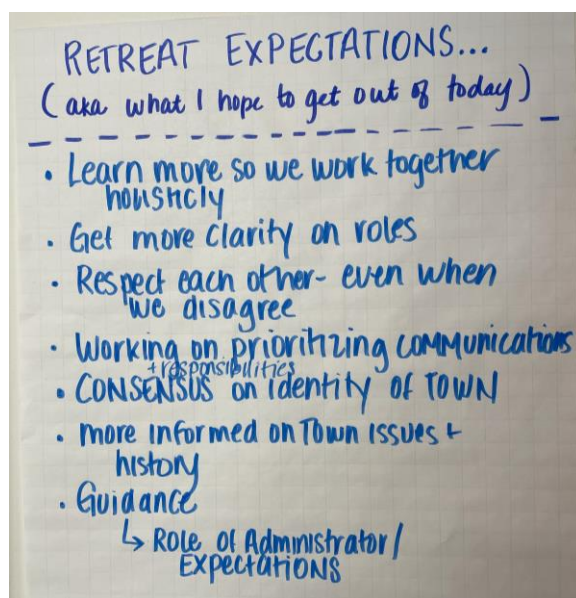 RETREAT EXPECTATIONS...
(aka what I hope to get out of today)
• Learn more so we work together
houshcly
• Get more clarity on roles
• Respect each other- even when
we disagree
• Working on prioritizing communications
+ responsibilities
• CONSENSUS on identity of TOWN
• more informed on Town Issues +
history
• Guidance
↳ Role of Administrator/
Expectations